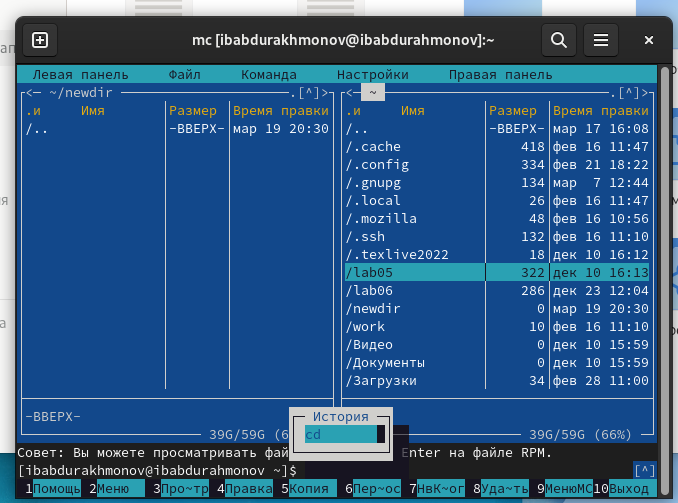 mc [ibabdurakhmonov@ibabdurahmonov]:~
Левая панель Файл Команда Настройки Правая панель
<─ ~/newdir .[^]>
.и Имя Размер Время правки
/.. -ВВЕРХ- мар 19 20:30
-ВВЕРХ-
39G/59G (6
<─ ~ .[^]>
.и Имя Размер Время правки
/.. -ВВЕРХ- мар 17 16:08
/.cache 418 фев 16 11:47
/.config 334 фев 21 18:22
/.gnupg 134 мар 7 12:44
/.local 26 фев 16 11:47
/.mozilla 48 фев 16 10:56
/.ssh 132 фев 16 11:10
/.texlive2022 18 дек 10 16:12
/lab05 322 дек 10 16:13
/lab06 286 дек 23 12:04
/newdir 0 мар 19 20:30
/work 10 фев 16 11:10
/Видео 0 дек 10 15:59
/Документы 0 дек 10 15:59
/Загрузки 34 фев 28 11:00
39G/59G (66%)
История
cd
Совет: Вы можете просматривать фай Enter на файле RPM.
[ibabdurakhmonov@ibabdurahmonov ~]$ [^]
1Помощь 2Меню 3Про~тр 4Правка 5Копия 6Пер~ос 7НвК~ог 8Уда~ть 9МенюMC 10Выход